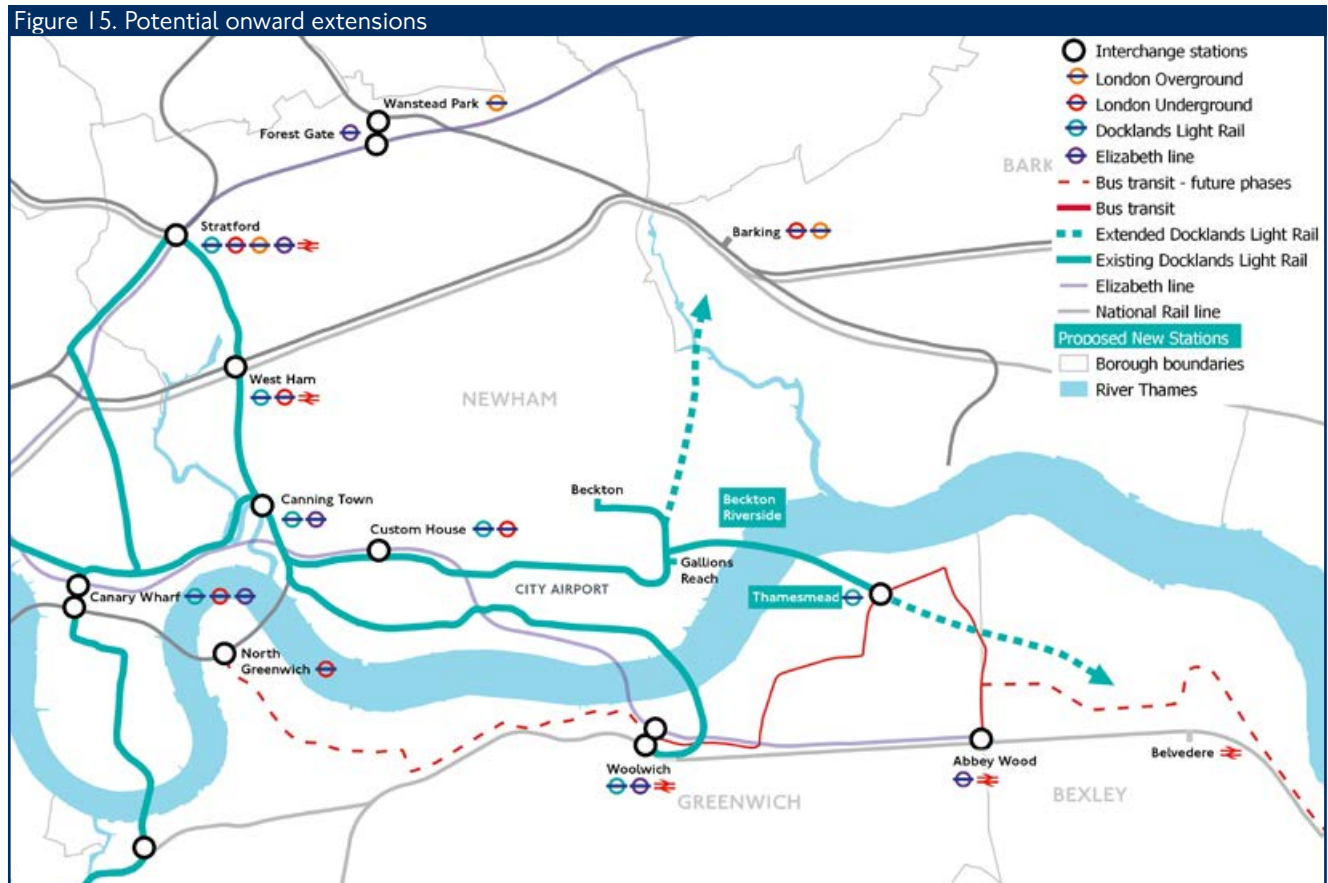 Figure 15. Potential onward extensions
Interchange stations
London Overground
London Underground
Docklands Light Rail
Elizabeth line
Bus transit - future phases
Bus transit
Extended Docklands Light Rail
Existing Docklands Light Rail
Elizabeth line
National Rail line
Proposed New Stations
Borough boundaries
River Thames
Wanstead Park
Forest Gate
BARK
Stratford
Barking
West Ham
NEWHAM
Canning Town
Beckton
Beckton
Riverside
Custom House
Gallions
Reach
CITY AIRPORT
Canary Wharf
Thamesmead
North
Greenwich
Woolwich
Abbey Wood
Belvedere
GREENWICH
BEXLEY